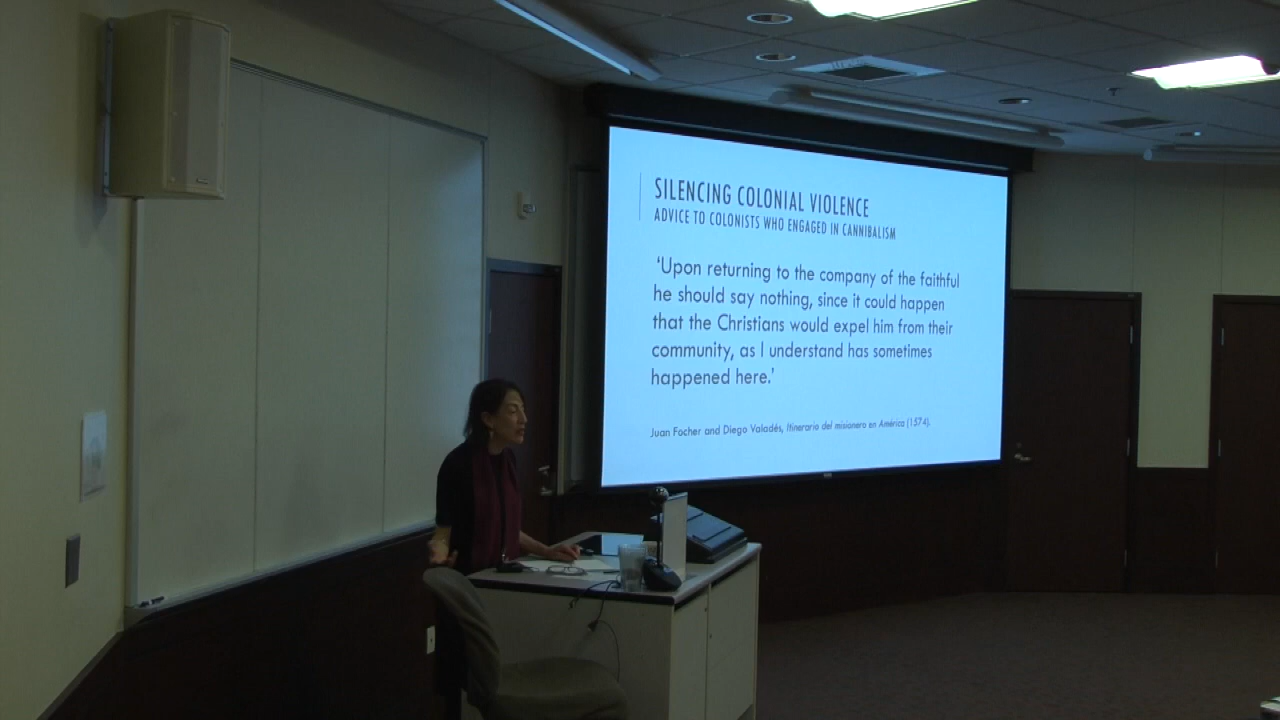 SILENCING COLONIAL VIOLENCE
ADVICE TO COLONISTS WHO ENGAGED IN CANNIBALISM
'Upon returning to the company of the faithful
he should say nothing, since it could happen
that the Christians would expel him from their
community, as I understand has sometimes
happened here.'
Juan Focher and Diego Valadés, Itinerario del misionero en América (1574).